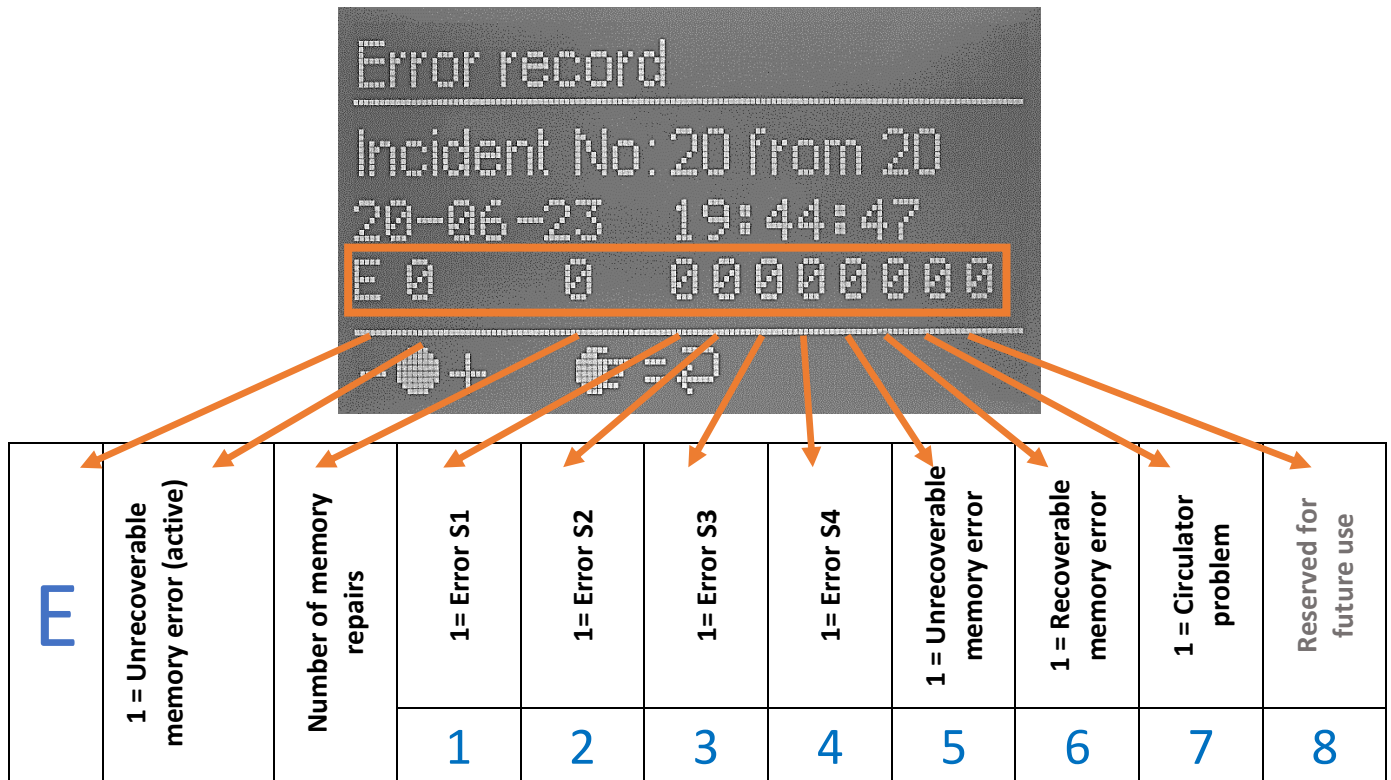 Error record
Incident No: 20 from 20
20-06-23 19:44:47
E 0 0 00000000
- + =
E
1 = Unrecoverable
memory error (active)
Number of memory
repairs
1= Error S1
1= Error S2
1= Error S3
1= Error S4
1 = Unrecoverable
memory error
1 = Recoverable
memory error
1 = Circulator
problem
Reserved for
future use
1 2 3 4 5 6 7 8